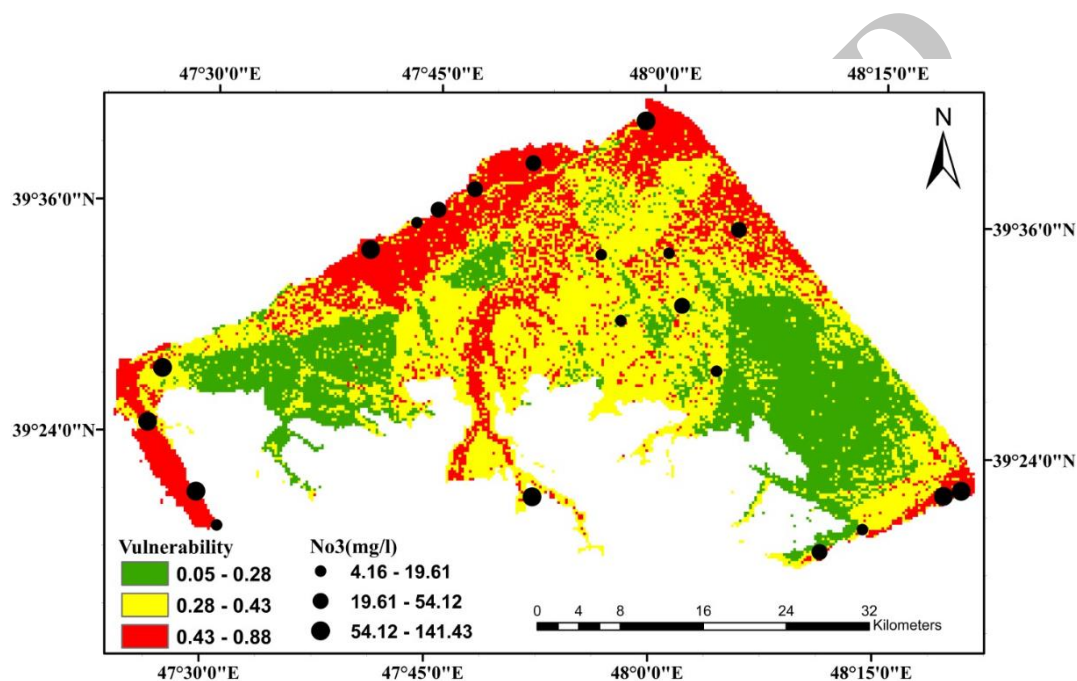 47°30'0"E 47°45'0"E 48°0'0"E 48°15'0"E
N
39°36'0"N 39°36'0"N
39°24'0"N 39°24'0"N
Vulnerability No3(mg/l)
0.05 - 0.28 4.16 - 19.61
0.28 - 0.43 19.61 - 54.12
0.43 - 0.88 54.12 - 141.43
0 4 8 16 24 32
Kilometers
47°30'0"E 47°45'0"E 48°0'0"E 48°15'0"E